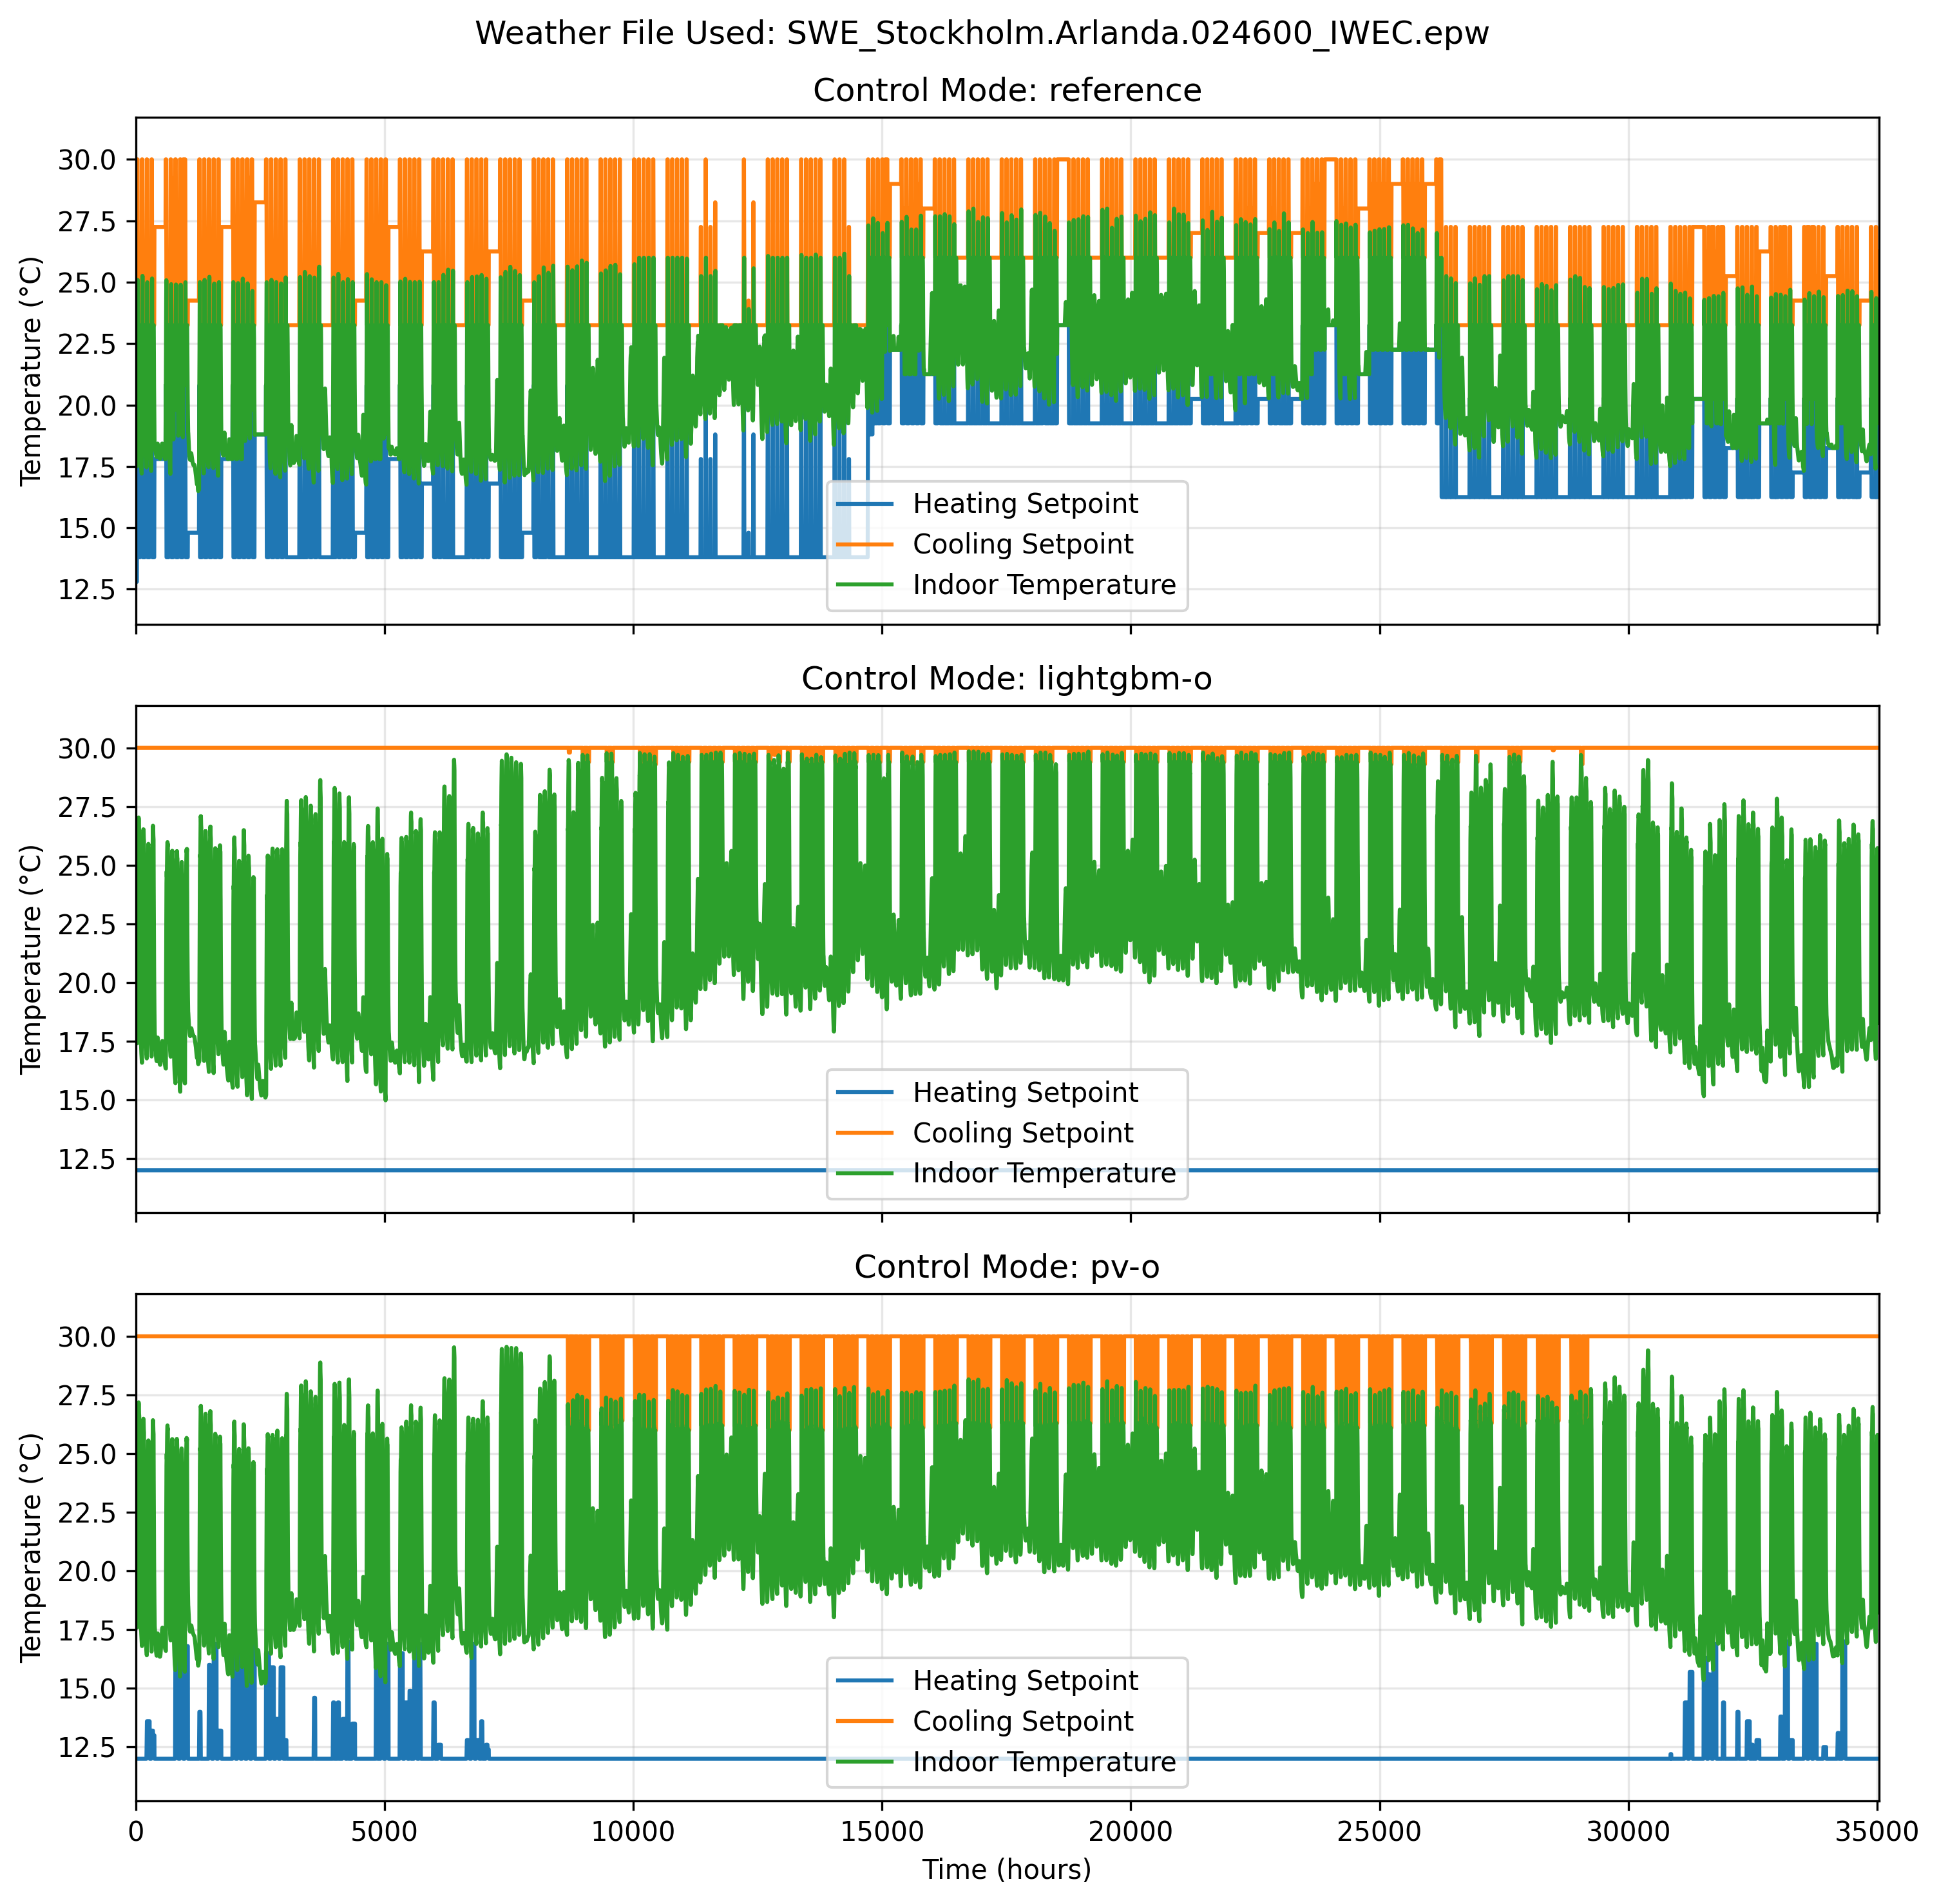 Weather File Used: SWE_Stockholm.Arlanda.024600_IWEC.epw
Control Mode: reference
Temperature (°C)
30.0
27.5
25.0
22.5
20.0
17.5
15.0
12.5
Heating Setpoint
Cooling Setpoint
Indoor Temperature
Control Mode: lightgbm-o
Temperature (°C)
30.0
27.5
25.0
22.5
20.0
17.5
15.0
12.5
Heating Setpoint
Cooling Setpoint
Indoor Temperature
Control Mode: pv-o
Temperature (°C)
30.0
27.5
25.0
22.5
20.0
17.5
15.0
12.5
Heating Setpoint
Cooling Setpoint
Indoor Temperature
0 5000 10000 15000 20000 25000 30000 35000
Time (hours)